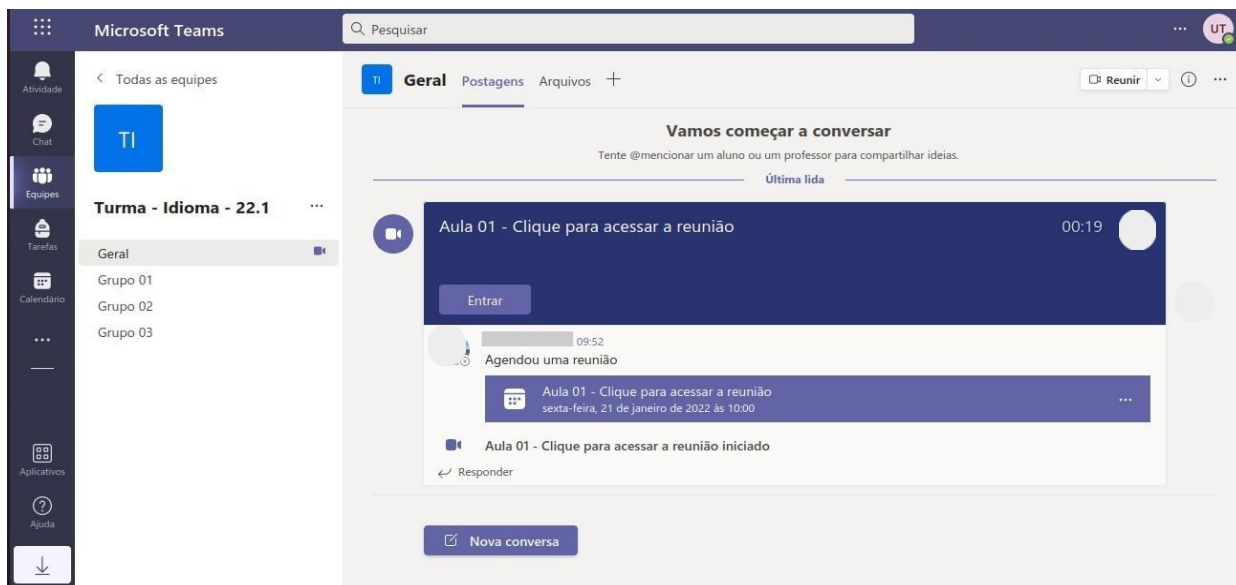 Microsoft Teams
Pesquisar
UT
Atividade
Chat
Equipes
Tarefas
Calendário
Aplicativos
Ajuda
Todas as equipes
TI
Turma - Idioma - 22.1
Geral
Grupo 01
Grupo 02
Grupo 03
TI Geral Postagens Arquivos
Reunir
Vamos começar a conversar
Tente @mencionar um aluno ou um professor para compartilhar ideias.
Última lida
Aula 01 - Clique para acessar a reunião 00:19
Entrar
09:52
Agendou uma reunião
Aula 01 - Clique para acessar a reunião
sexta-feira, 21 de janeiro de 2022 às 10:00
Aula 01 - Clique para acessar a reunião iniciado
Responder
Nova conversa